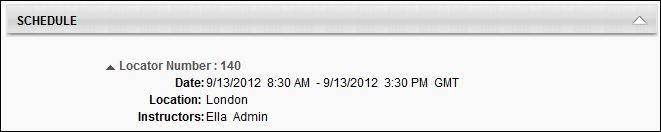 SCHEDULE
Locator Number : 140
Date: 9/13/2012 8:30 AM - 9/13/2012 3:30 PM GMT
Location: London
Instructors: Ella Admin